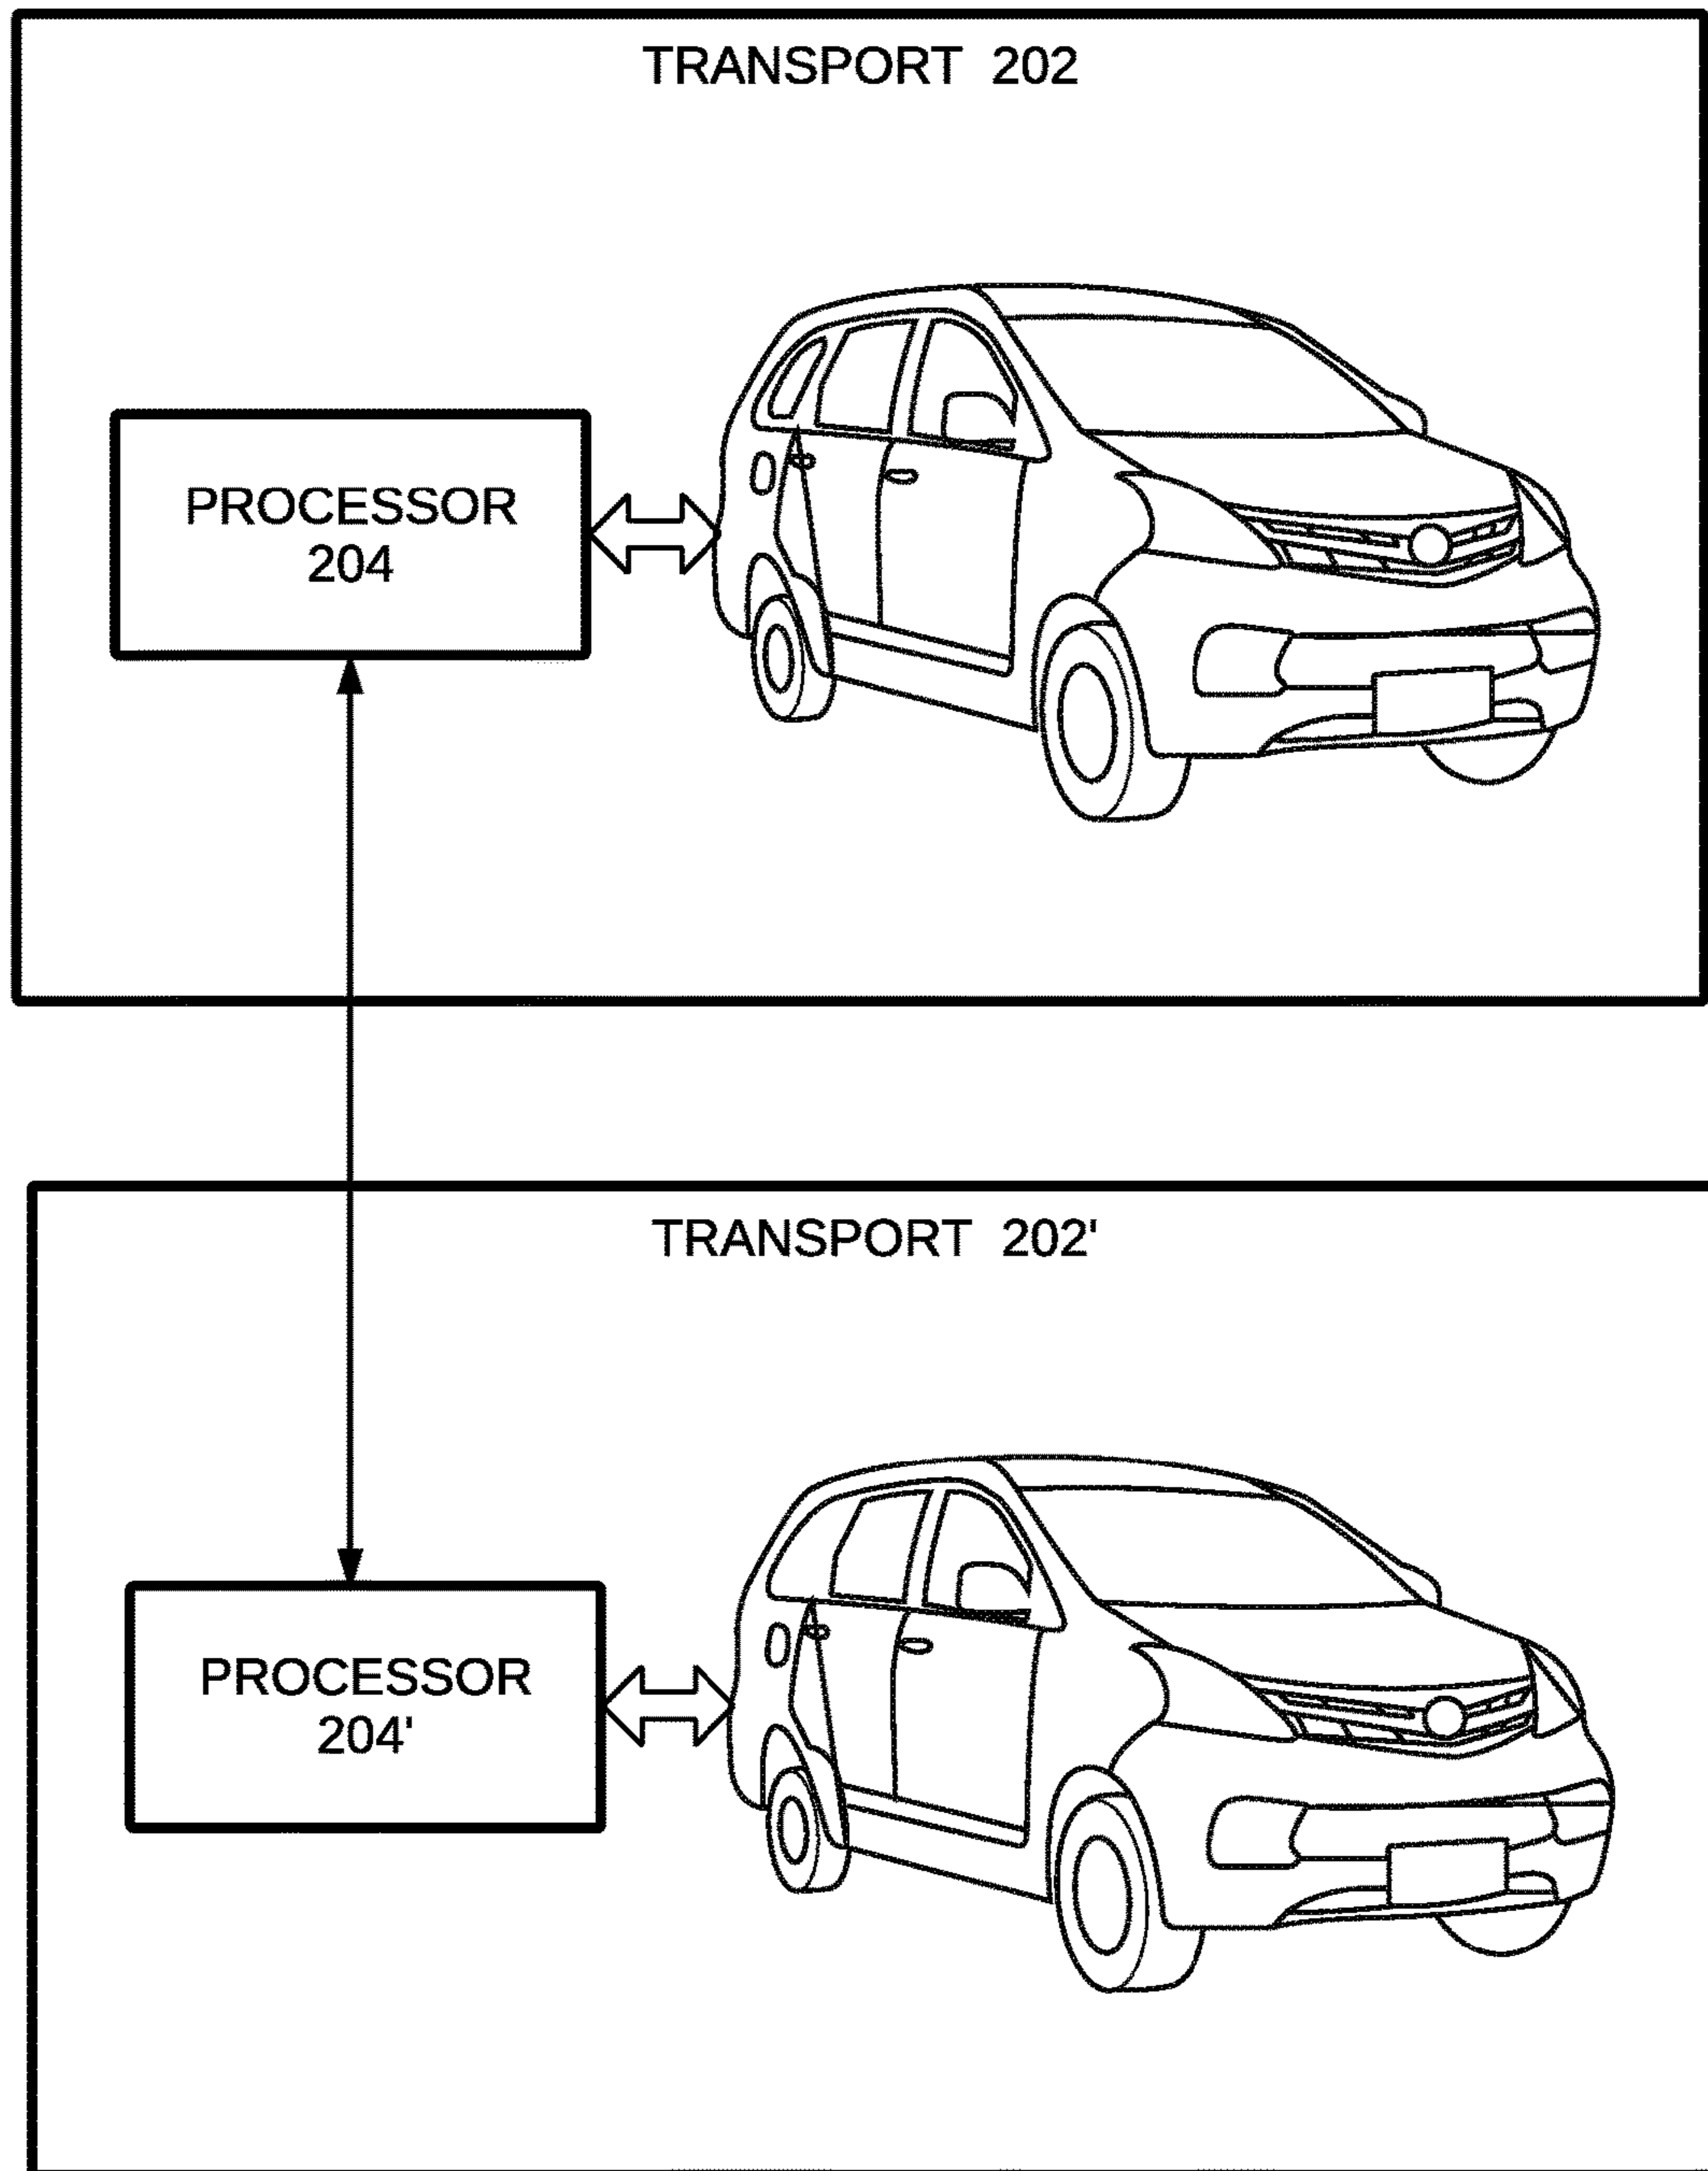 TRANSPORT 202
PROCESSOR
204
TRANSPORT 202'
PROCESSOR
204'